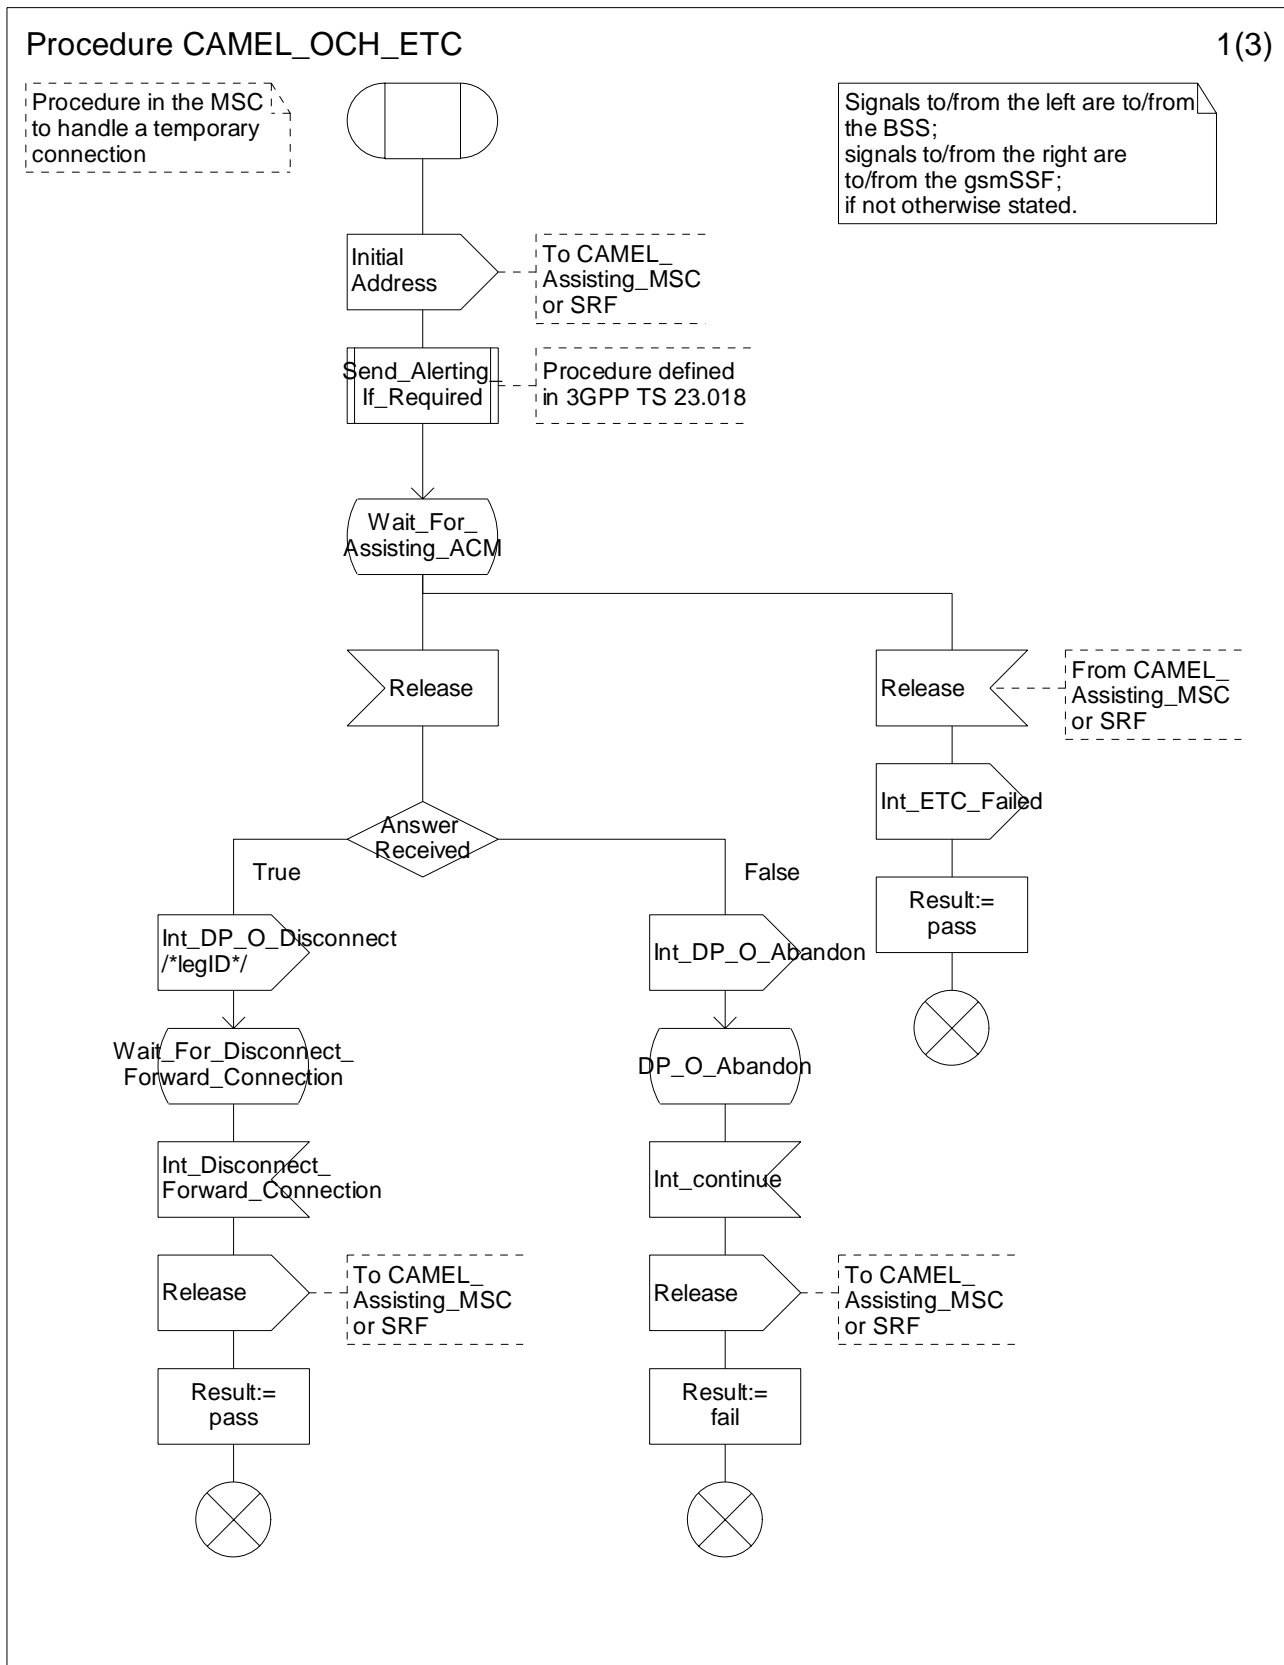 Procedure CAMEL_OCH_ETC
1(3)
Procedure in the MSC
to handle a temporary
connection
Signals to/from the left are to/from
the BSS;
signals to/from the right are
to/from the gsmSSF;
if not otherwise stated.
Initial
Address
To CAMEL_
Assisting_MSC
or SRF
Send_Alerting_
If_Required
Procedure defined
in 3GPP TS 23.018
Wait_For_
Assisting_ACM
Release
Release
From CAMEL_
Assisting_MSC
or SRF
Int_ETC_Failed
Answer
Received
True
False
Result:=
pass
Int_DP_O_Disconnect
/*legID*/
Int_DP_O_Abandon
Wait_For_Disconnect_
Forward_Connection
DP_O_Abandon
Int_Disconnect_
Forward_Connection
Int_continue
Release
To CAMEL_
Assisting_MSC
or SRF
Release
To CAMEL_
Assisting_MSC
or SRF
Result:=
pass
Result:=
fail